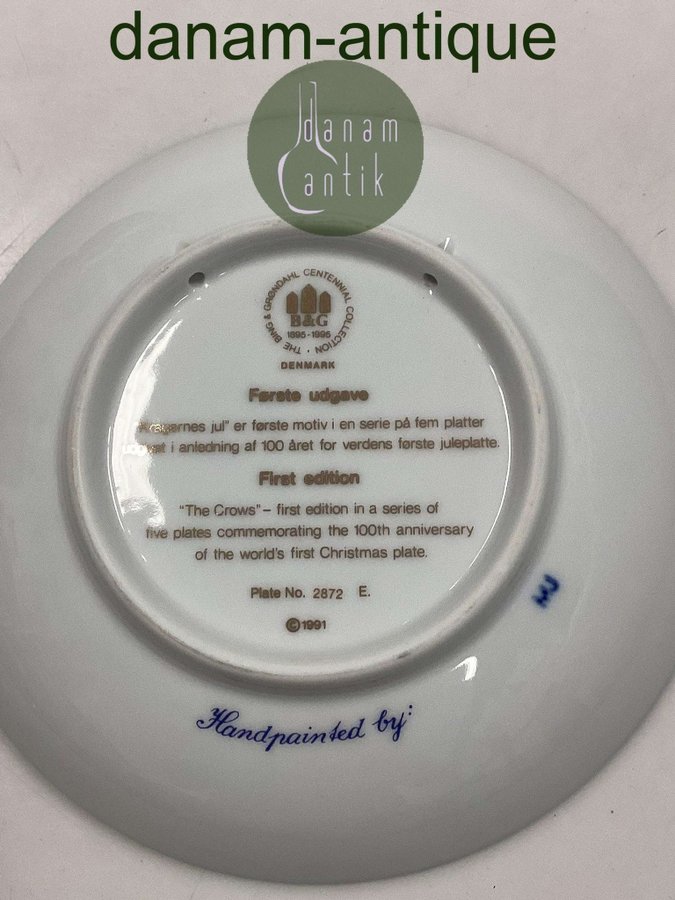 danam-antique
danam
antik
THE BING & GRØNDAHL CENTENNIAL COLLECTION ·
B&G
1895-1995
DENMARK
Første udgave
jul" er første motiv i en serie på fem platter
i anledning af 100 året for verdens første juleplatte.
First edition
"The Crows" – first edition in a series of
five plates commemorating the 100th anniversary
of the world's first Christmas plate.
Plate No. 2872 E.
©1991
Handpainted by: